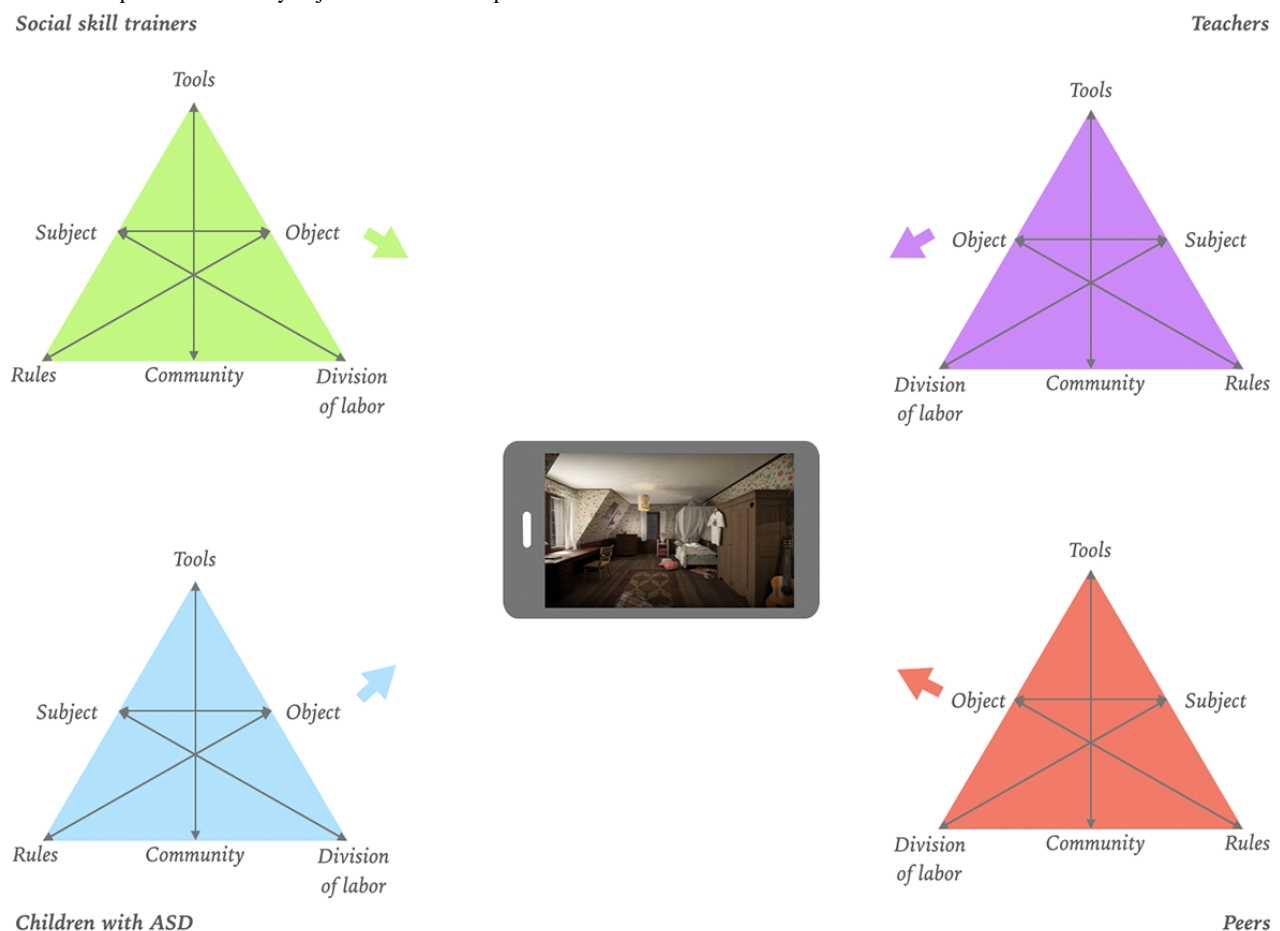 Social skill trainers
Teachers
Tools
Tools
Subject
Object
Object
Subject
Rules
Community
Division
of labor
Division
of labor
Community
Rules
Tools
Tools
Subject
Object
Object
Subject
Rules
Community
Division
of labor
Division
of labor
Community
Rules
Children with ASD
Peers